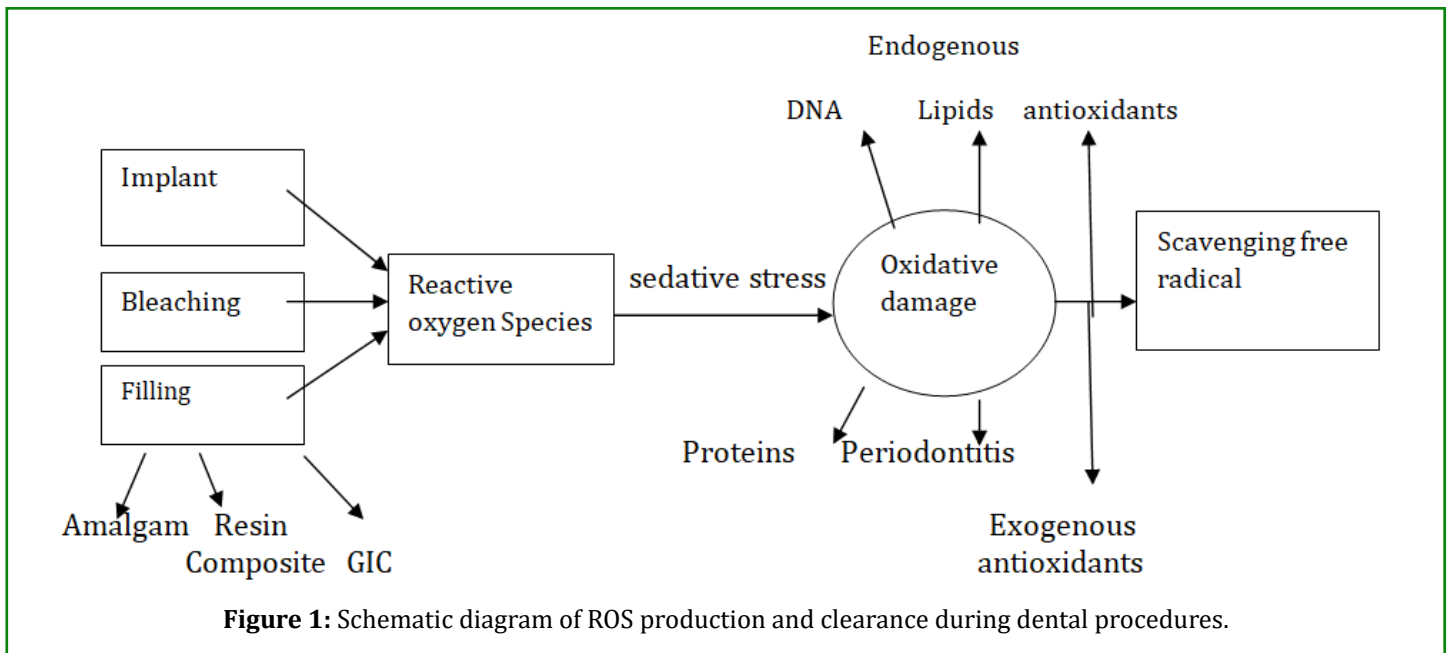 Endogenous
DNA Lipids antioxidants
Implant
Bleaching
Filling
Reactive
oxygen Species
sedative stress
Oxidative
damage
Scavenging free
radical
Proteins Periodontitis
Amalgam Resin
Composite GIC
Exogenous
antioxidants
Figure 1: Schematic diagram of ROS production and clearance during dental procedures.